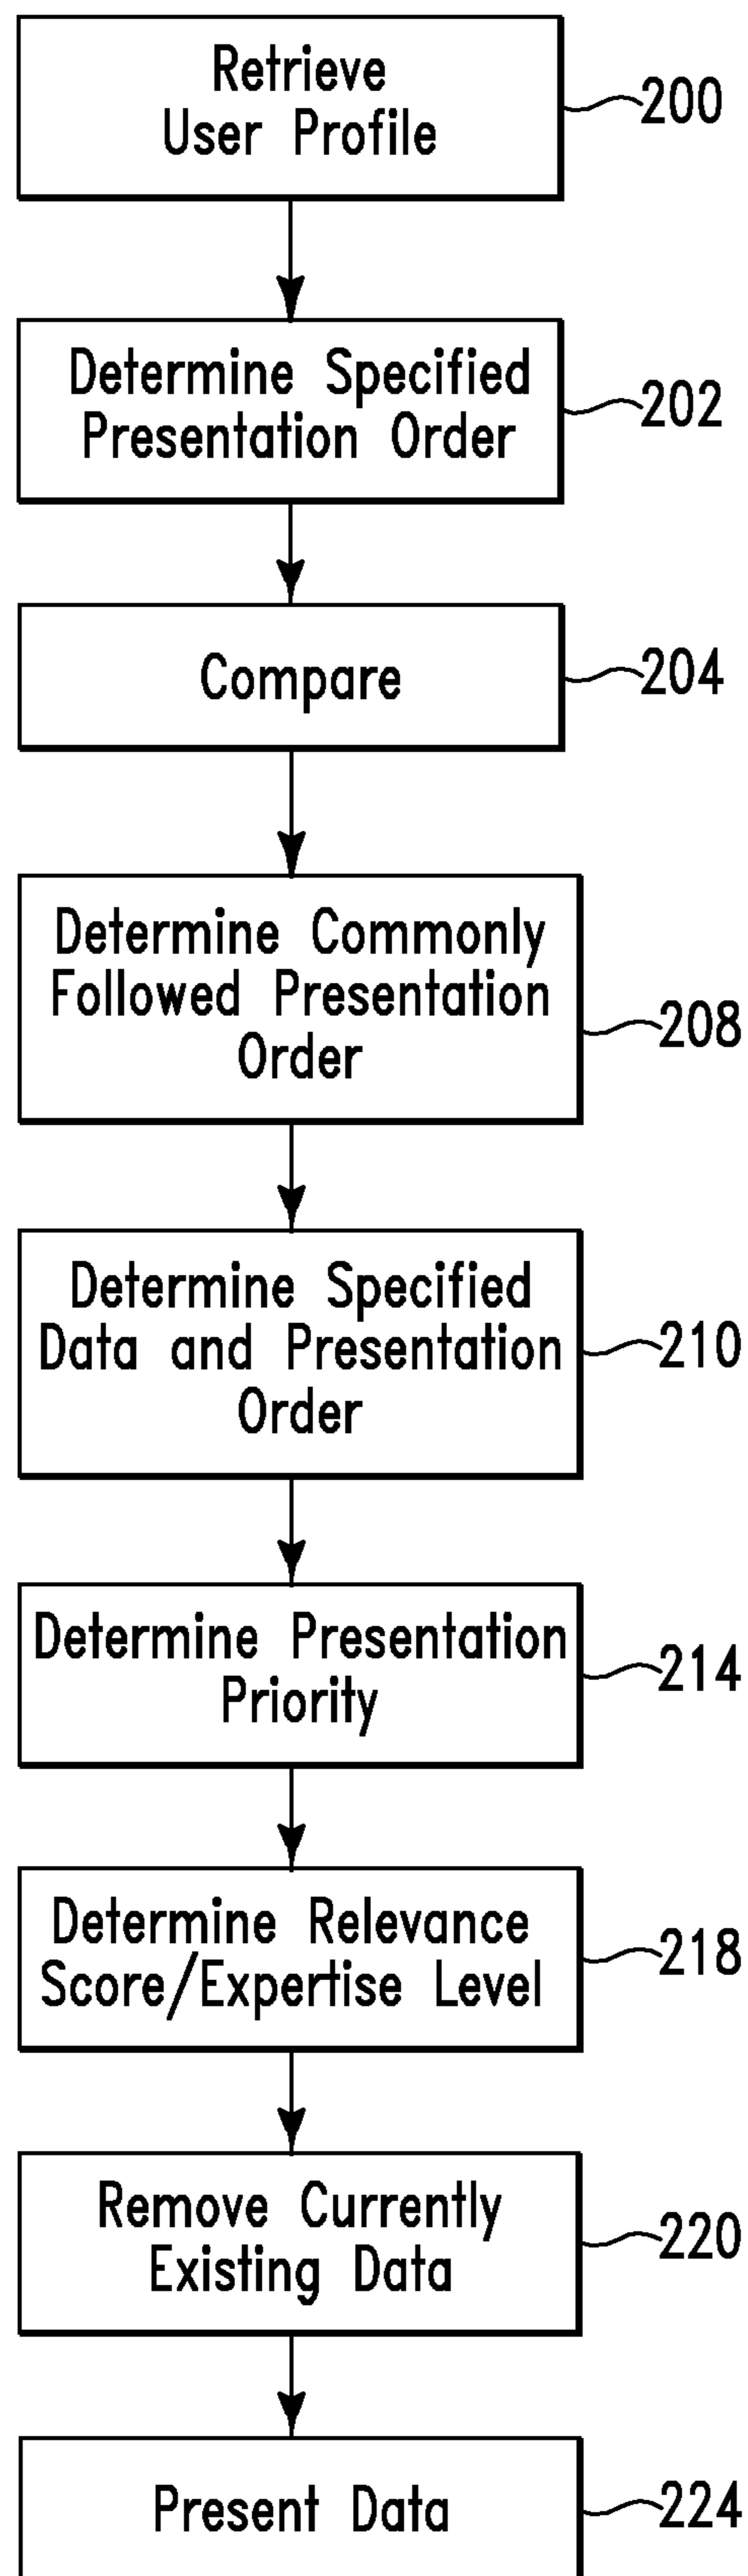 Retrieve
User Profile
200
Determine Specified
Presentation Order
202
Compare
204
Determine Commonly
Followed Presentation
Order
208
Determine Specified
Data and Presentation
Order
210
Determine Presentation
Priority
214
Determine Relevance
Score/Expertise Level
218
Remove Currently
Existing Data
220
Present Data
224